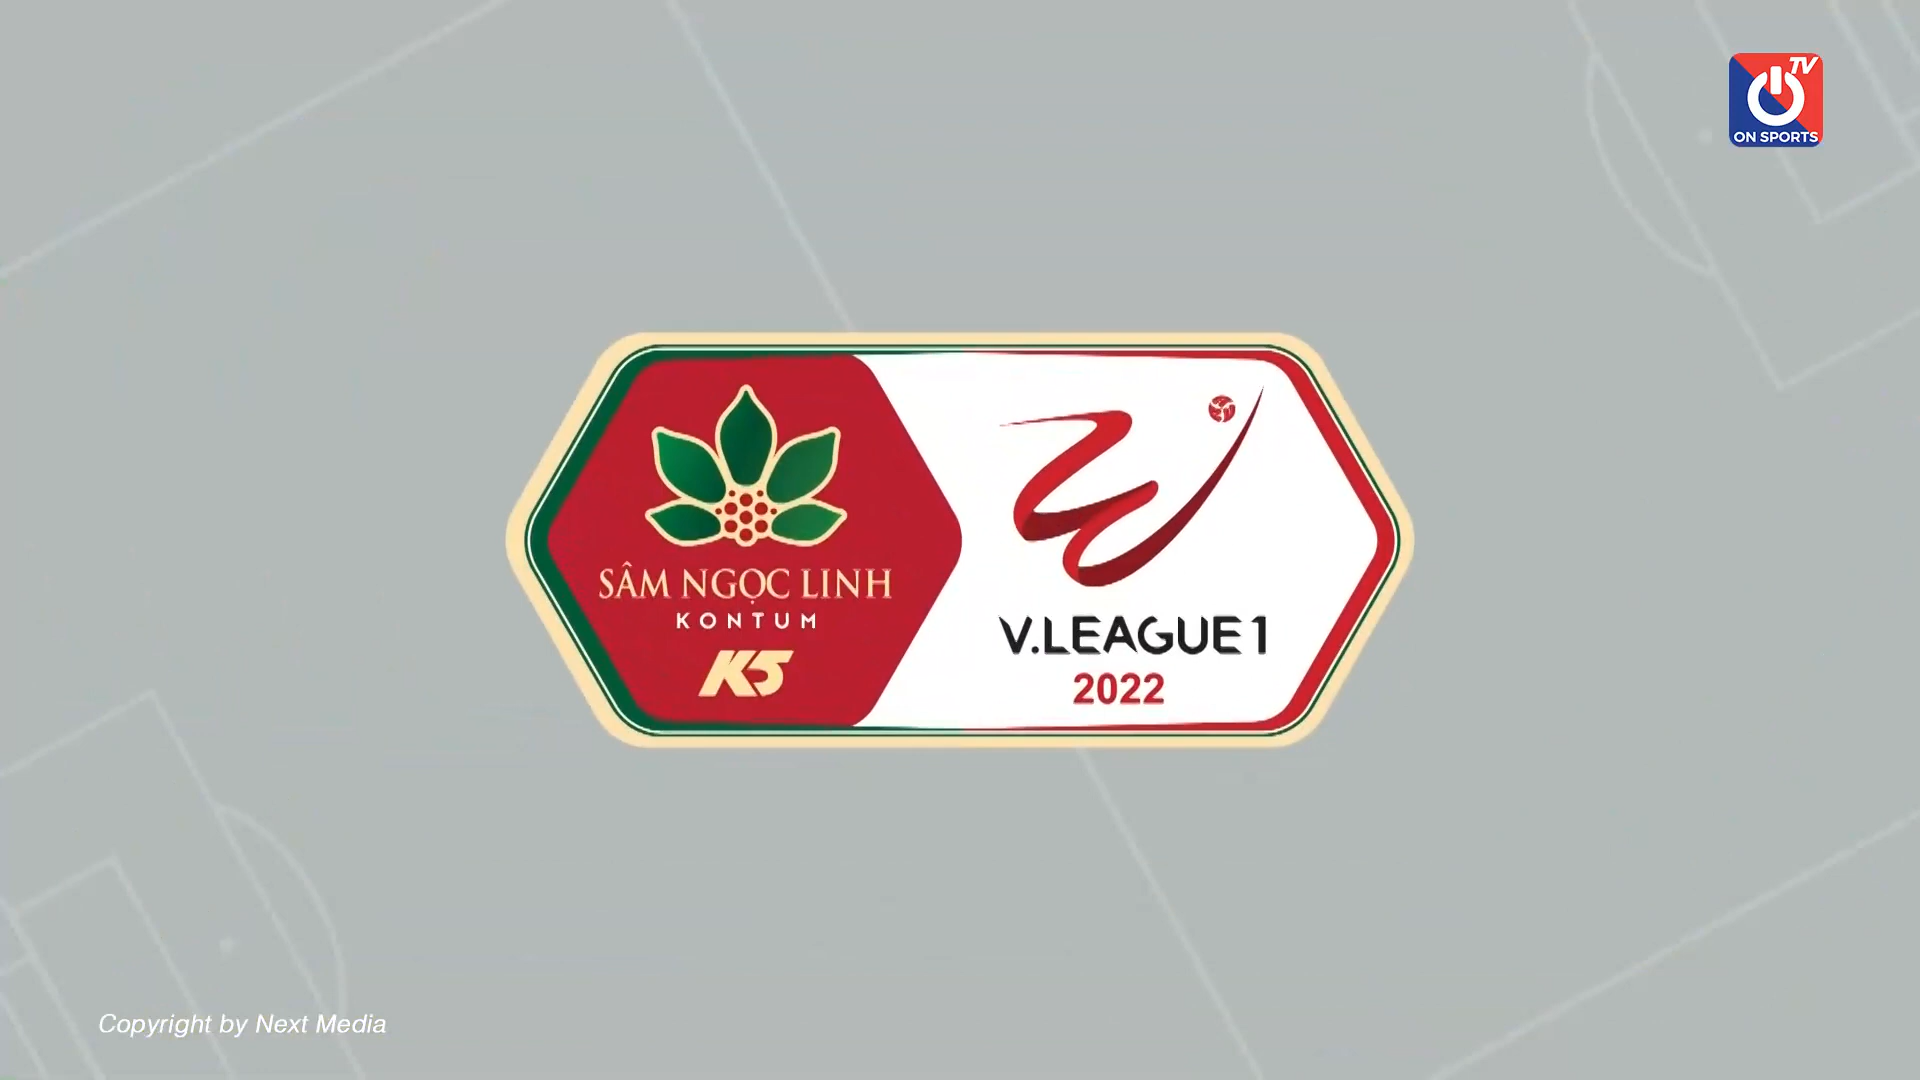 TV
ON SPORTS
SÂM NGỌC LINH
KONTUM
K5
V.LEAGUE 1
2022
Copyright by Next Media